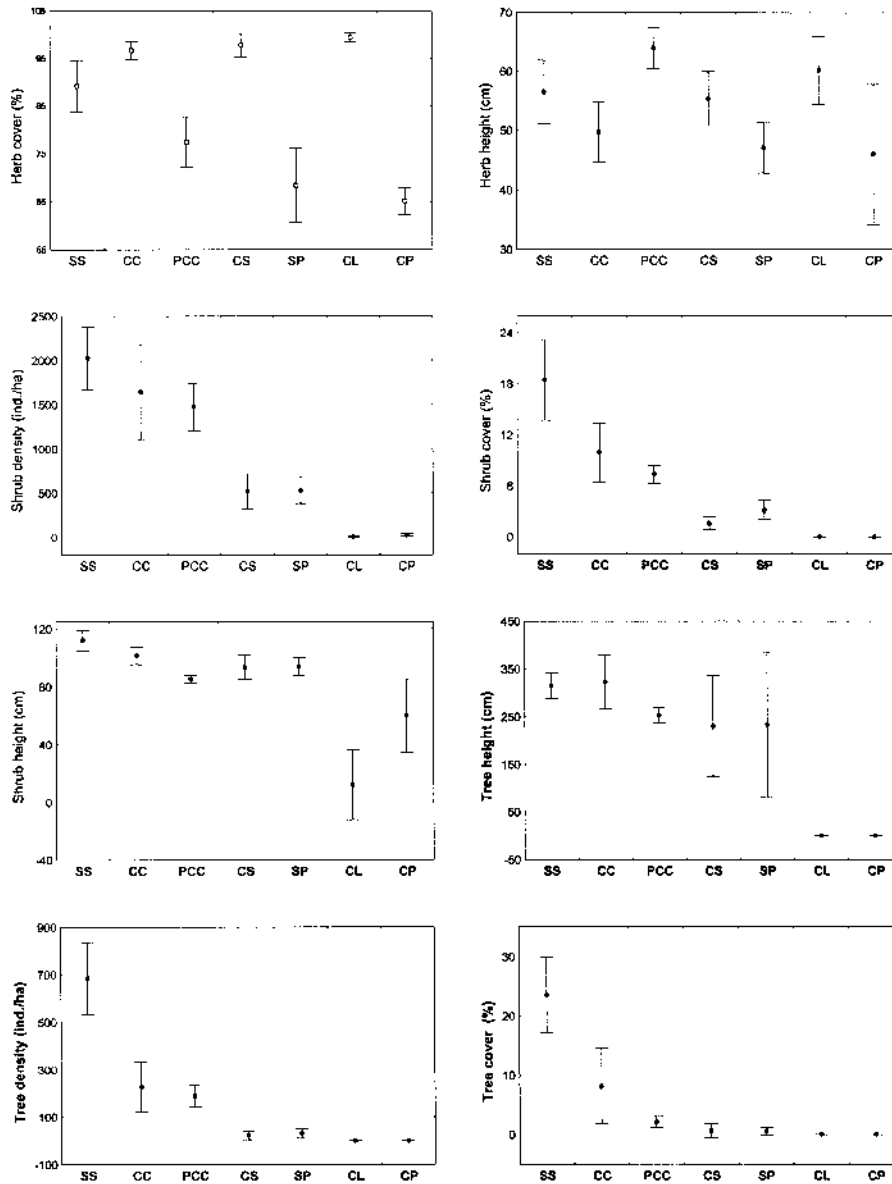 Herb cover (%)
105
95
85
75
65
SS CC PCC CS SP CL CP
Herb height (cm)
70
60
50
40
30
SS CC PCC CS SP CL CP
Shrub density (ind./ha)
2500
2000
1500
1000
500
0
SS CC PCC CS SP CL CP
Shrub cover (%)
24
18
12
6
0
SS CC PCC CS SP CL CP
Shrub height (cm)
120
80
40
0
-40
SS CC PCC CS SP CL CP
Tree height (cm)
450
350
250
150
50
-50
SS CC PCC CS SP CL CP
Tree density (ind./ha)
900
700
500
300
100
-100
SS CC PCC CS SP CL CP
Tree cover (%)
30
20
10
0
SS CC PCC CS SP CL CP